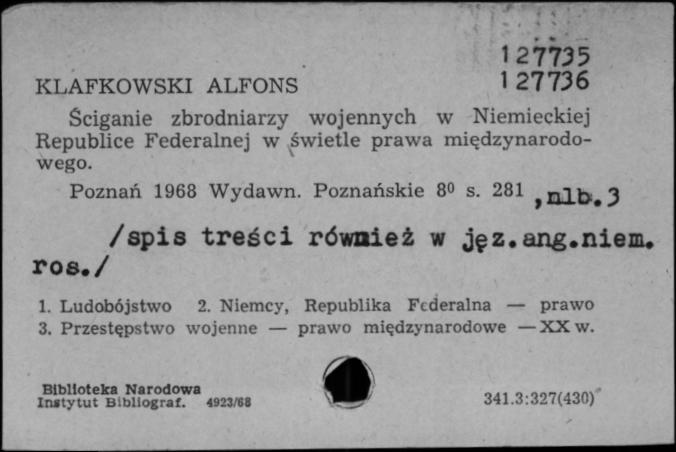 127735
127736
KLAFKOWSKI ALFONS
Ściganie zbrodniarzy wojennych w Niemieckiej
Republice Federalnej w świetle prawa międzynarodo-
wego.
Poznań 1968 Wydawn. Poznańskie 8⁰ s. 281 ,nlb.3
/spis treści również w jęz.ang.niem.
ros./
1. Ludobójstwo 2. Niemcy, Republika Federalna — prawo
3. Przestępstwo wojenne — prawo międzynarodowe — XX w.
Biblioteka Narodowa
Instytut Bibliograf. 4923/68
341.3:327(430)